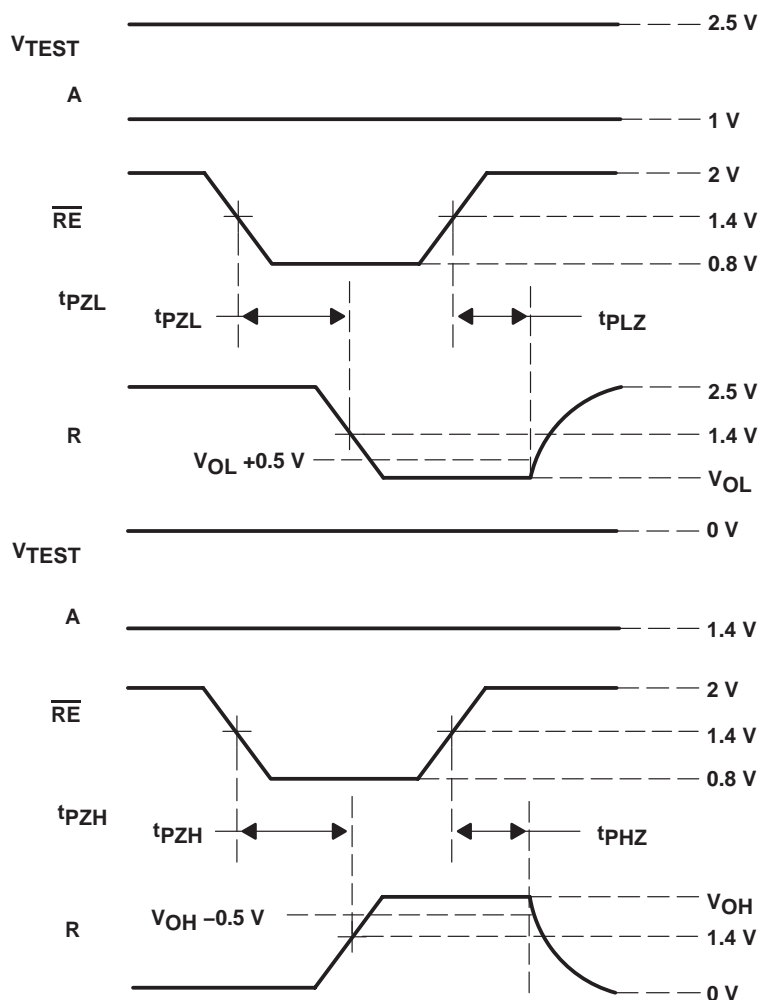 2.5 V
VTEST
A
1 V
2 V
RE
1.4 V
0.8 V
tPZL
tPZL
tPLZ
2.5 V
R
1.4 V
VOL +0.5 V
VOL
0 V
VTEST
A
1.4 V
2 V
RE
1.4 V
0.8 V
tPZH
tPZH
tPHZ
VOH
VOH –0.5 V
R
1.4 V
0 V